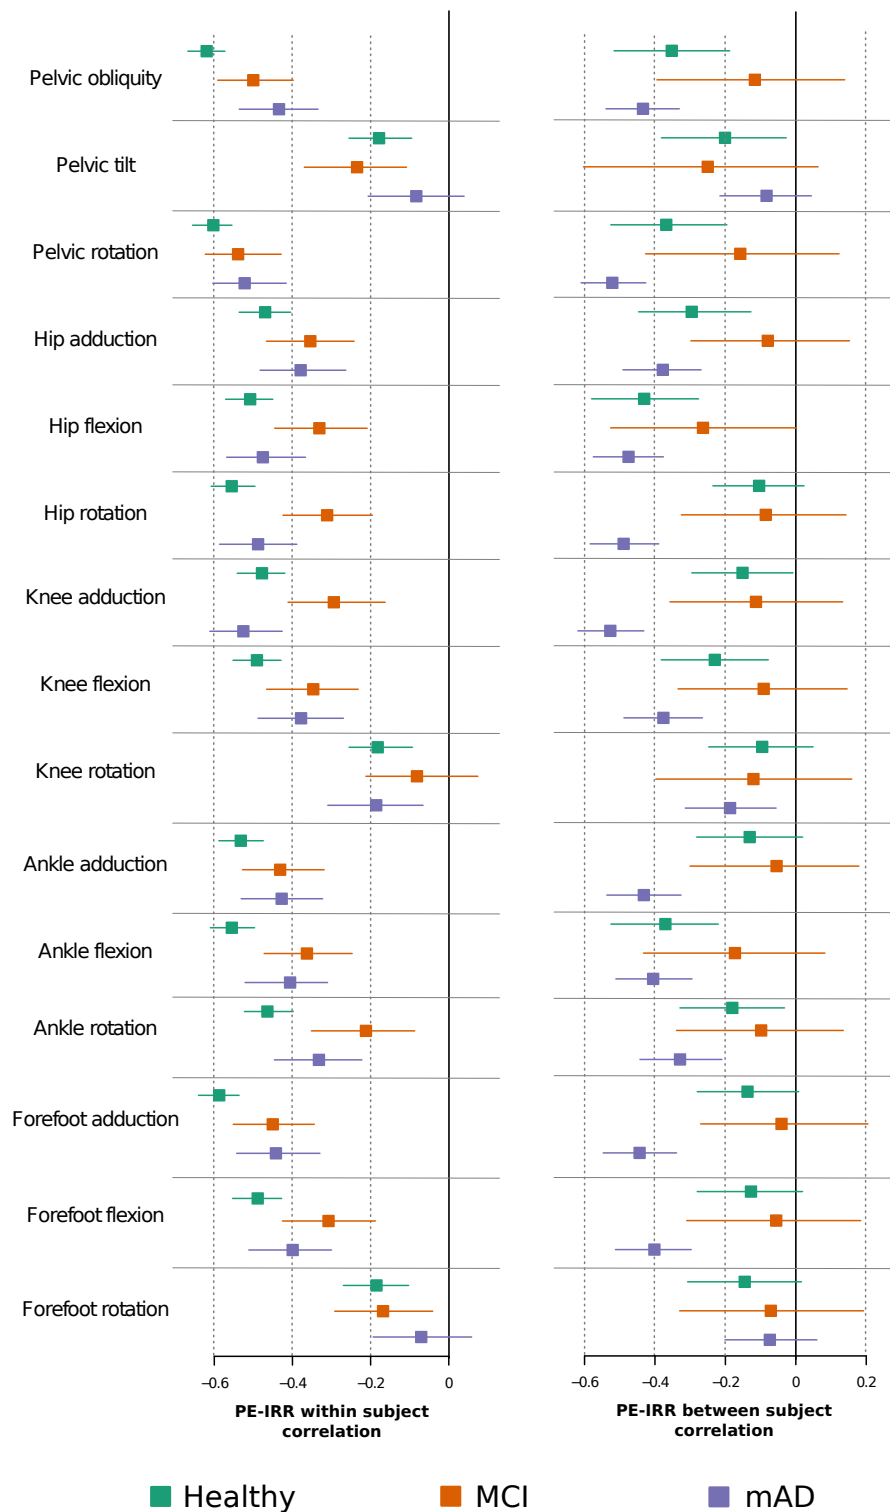 Pelvic obliquity
Pelvic tilt
Pelvic rotation
Hip adduction
Hip flexion
Hip rotation
Knee adduction
Knee flexion
Knee rotation
Ankle adduction
Ankle flexion
Ankle rotation
Forefoot adduction
Forefoot flexion
Forefoot rotation
−0.6 −0.4 −0.2 0
−0.6 −0.4 −0.2 0 0.2
PE-IRR within subject
correlation
PE-IRR between subject
correlation
Healthy MCI mAD